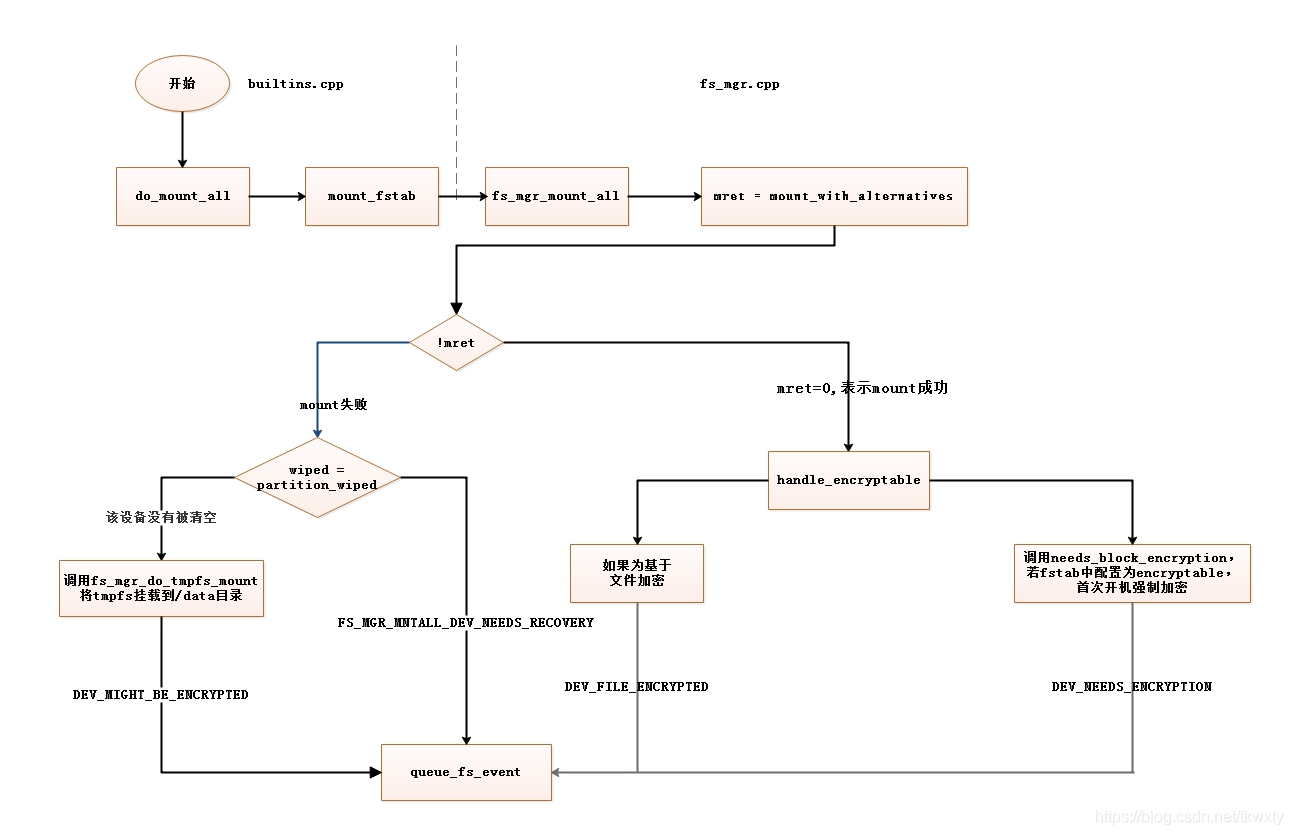 开始
builtins.cpp
fs_mgr.cpp
do_mount_all
mount_fstab
fs_mgr_mount_all
mret = mount_with_alternatives
!mret
mount失败
mret=0,表示mount成功
wiped =
partition_wiped
handle_encryptable
该设备没有被清空
调用fs_mgr_do_tmpfs_mount
将tmpfs挂载到/data目录
如果为基于
文件加密
调用needs_block_encryption,
若fstab中配置为encryptable,
首次开机强制加密
FS_MGR_MNTALL_DEV_NEEDS_RECOVERY
DEV_MIGHT_BE_ENCRYPTED
DEV_FILE_ENCRYPTED
DEV_NEEDS_ENCRYPTION
queue_fs_event
https://blog.csdn.net/tkwxty